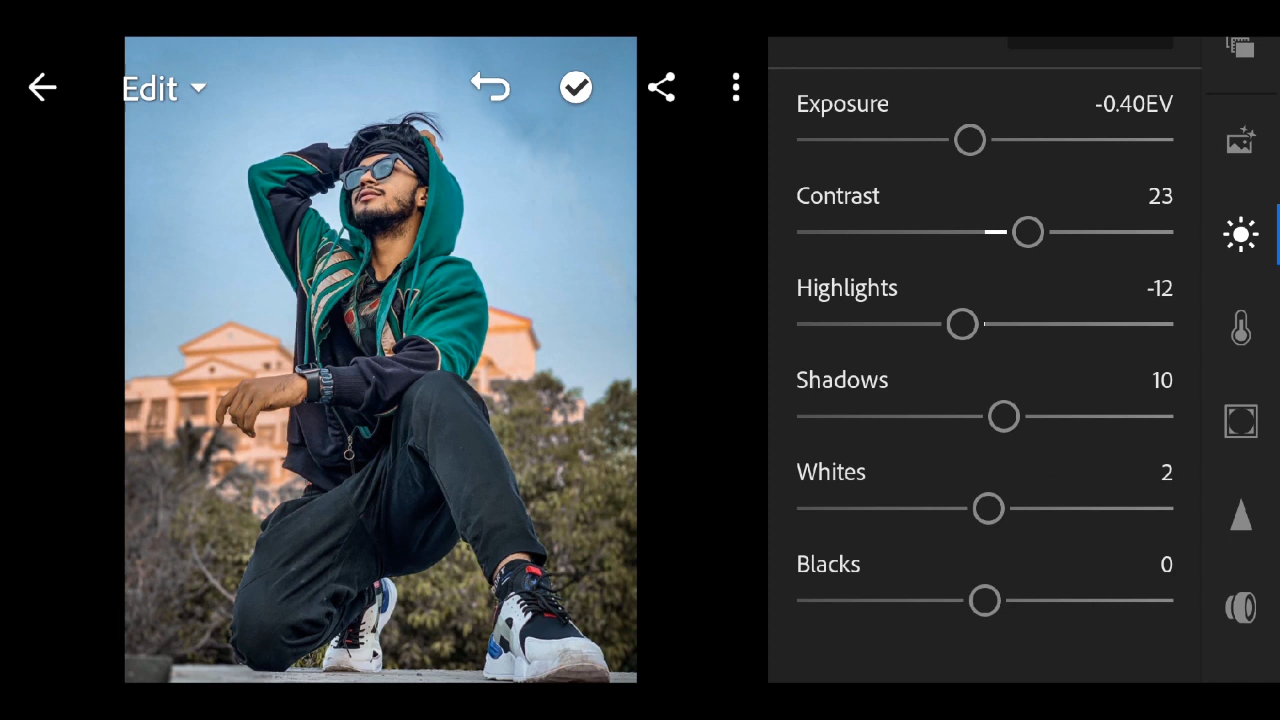 Edit
Exposure -0.40EV
Contrast 23
Highlights -12
Shadows 10
Whites 2
Blacks 0